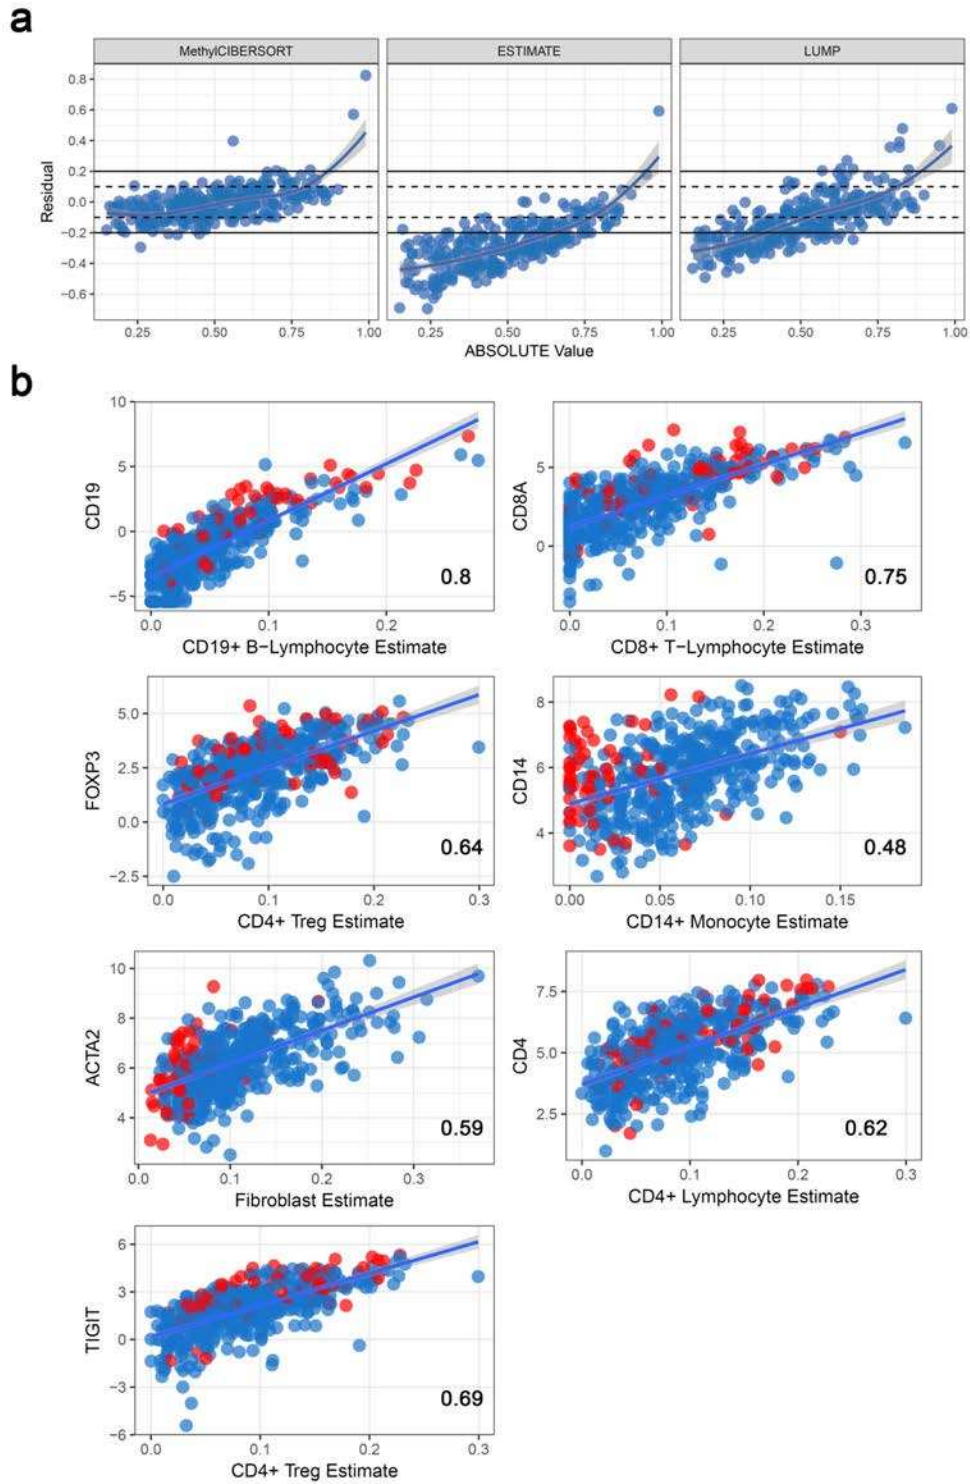 a
MethylCIBERSORT ESTIMATE LUMP
Residual
0.8
0.6
0.4
0.2
0.0
−0.2
−0.4
−0.6
0.25 0.50 0.75 1.00 0.25 0.50 0.75 1.00 0.25 0.50 0.75 1.00
ABSOLUTE Value
b
CD19
10
5
0
−5
0.8
0.0 0.1 0.2
CD19+ B−Lymphocyte Estimate
CD8A
5
0
0.75
0.0 0.1 0.2 0.3
CD8+ T−Lymphocyte Estimate
FOXP3
5.0
2.5
0.0
−2.5
0.64
0.0 0.1 0.2 0.3
CD4+ Treg Estimate
CD14
8
6
4
0.48
0.00 0.05 0.10 0.15
CD14+ Monocyte Estimate
ACTA2
10
8
6
4
0.59
0.0 0.1 0.2 0.3
Fibroblast Estimate
CD4
7.5
5.0
2.5
0.62
0.0 0.1 0.2 0.3
CD4+ Lymphocyte Estimate
TIGIT
6
3
0
−3
−6
0.69
0.0 0.1 0.2 0.3
CD4+ Treg Estimate